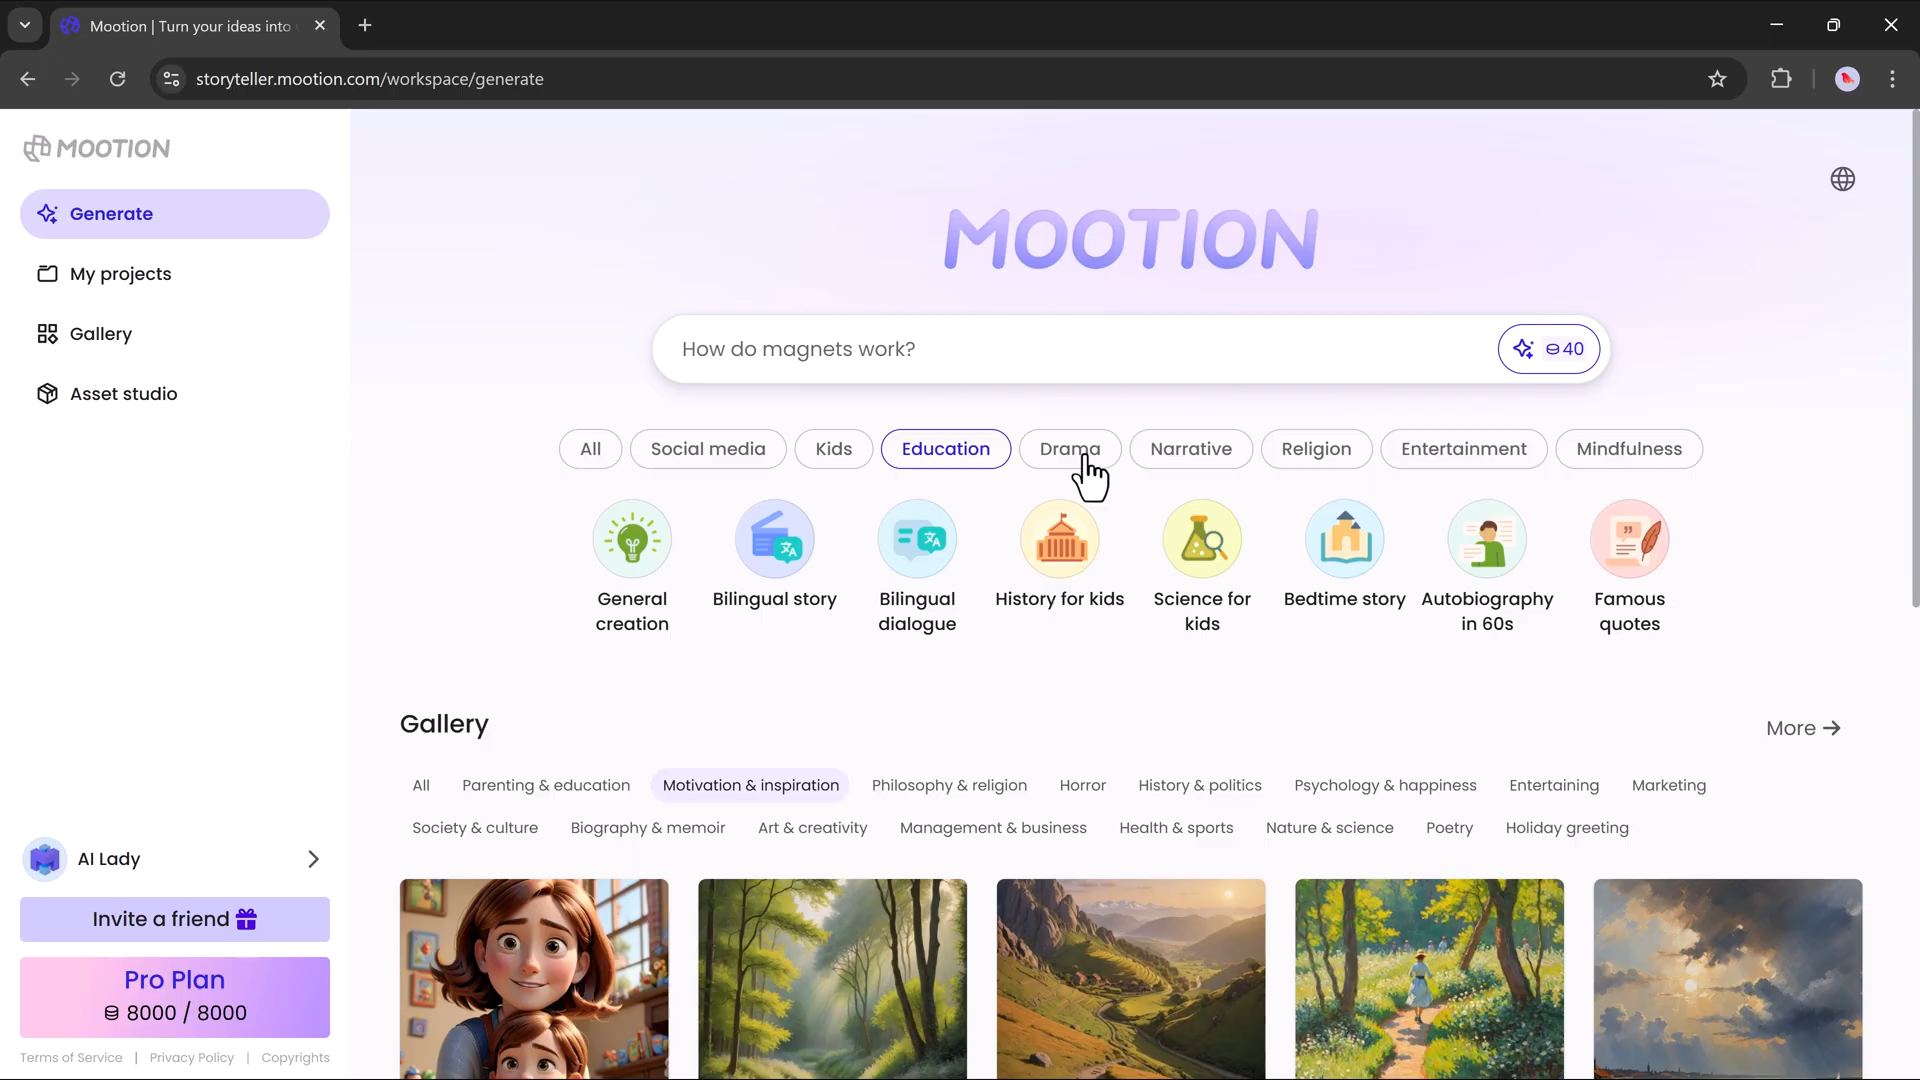 Mootion | Turn your ideas into
storyteller.mootion.com/workspace/generate
MOOTION
Generate
My projects
Gallery
Asset studio
AI Lady
Invite a friend
Pro Plan
8000 / 8000
Terms of Service | Privacy Policy | Copyrights
MOOTION
How do magnets work?
40
All Social media Kids Education Drama Narrative Religion Entertainment Mindfulness
General creation
Bilingual story
Bilingual dialogue
History for kids
Science for kids
Bedtime story
Autobiography in 60s
Famous quotes
Gallery
More
All Parenting & education Motivation & inspiration Philosophy & religion Horror History & politics Psychology & happiness Entertaining Marketing
Society & culture Biography & memoir Art & creativity Management & business Health & sports Nature & science Poetry Holiday greeting